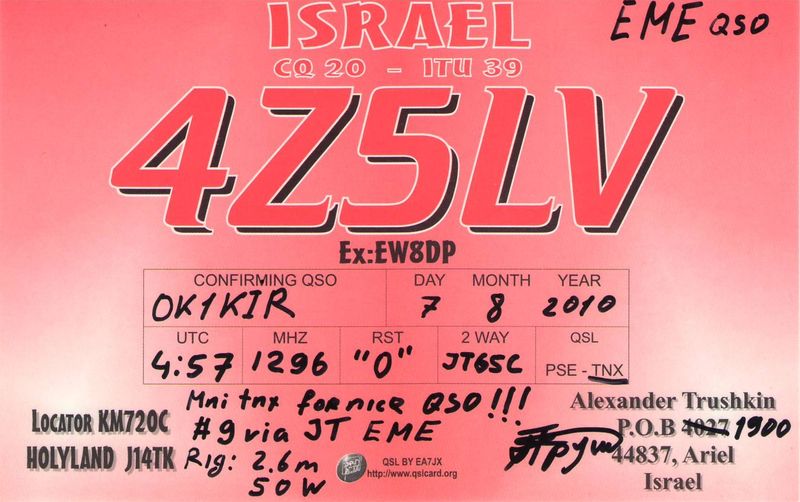 ISRAEL
EME QSO
CQ 20 - ITU 39
4Z5LV
Ex:EW8DP
CONFIRMING QSO DAY MONTH YEAR
OK1KIR 7 8 2010
UTC MHZ RST 2 WAY QSL
4:57 1296 "O" JT65C PSE - TNX
Mni tnx for nice QSO!!!
#9 via JT EME
Rig: 2.6m
50W
LOCATOR KM72OC
HOLYLAND J14TK
QSL BY EA7JX
http://www.qslcard.org
Alexander Trushkin
P.O.B 4027 1900
44837, Ariel
Israel